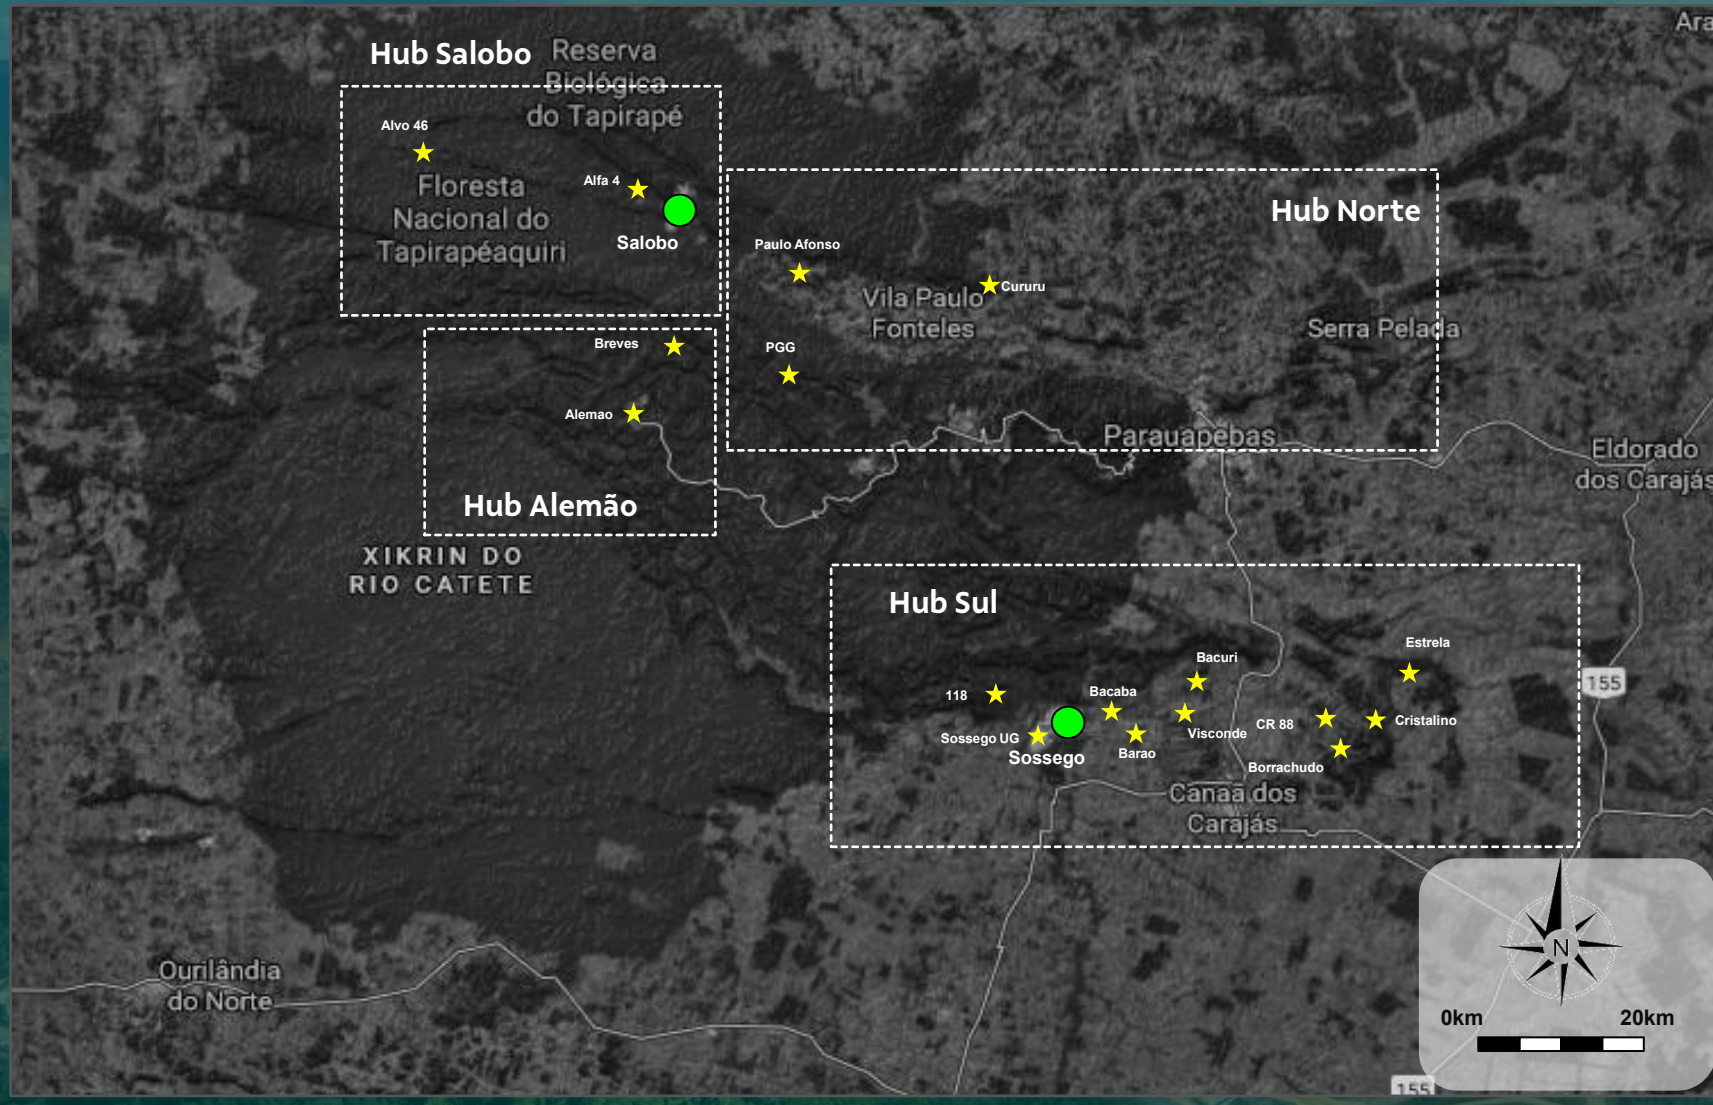 Ara
Hub Salobo
Reserva
Biológica
do Tapirapé
Alvo 46
Alfa 4
Floresta
Nacional do
Tapirapéaquiri
Salobo
Hub Norte
Paulo Afonso
Cururu
Vila Paulo
Fonteles
Serra Pelada
Breves
PGG
Alemao
Parauapebas
Eldorado
dos Carajás
Hub Alemão
XIKRIN DO
RIO CATETE
Hub Sul
Estrela
Bacuri
155
118
Bacaba
CR 88
Cristalino
Sossego UG
Visconde
Sossego
Barao
Borrachudo
Canaã dos
Carajás
Ourilândia
do Norte
N
0km
20km
155